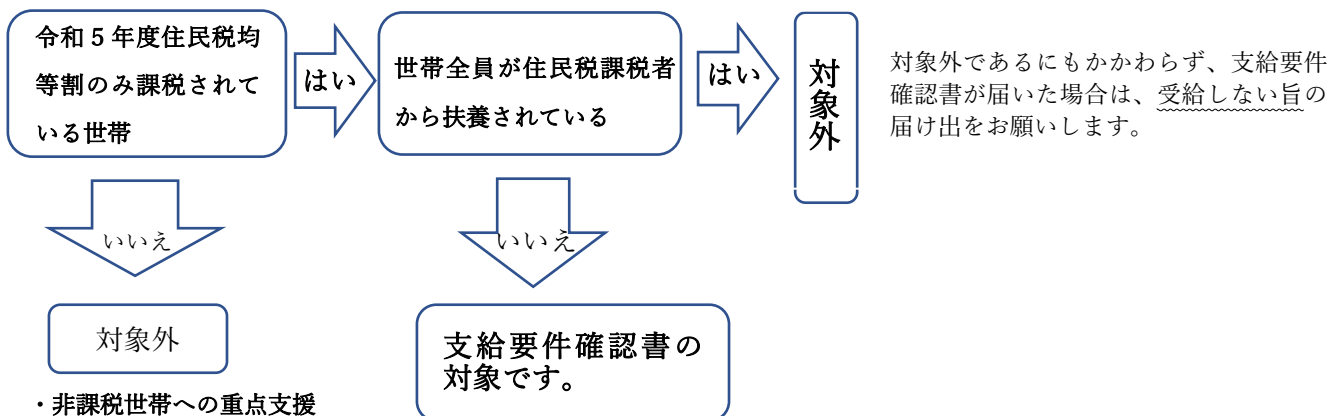 令和５年度住民税均
等割のみ課税されて
いる世帯
はい
世帯全員が住民税課税者
から扶養されている
はい
対象外
対象外であるにもかかわらず、支給要件
確認書が届いた場合は、受給しない旨の
届け出をお願いします。
いいえ
いいえ
対象外
支給要件確認書の
対象です。
・非課税世帯への重点支援